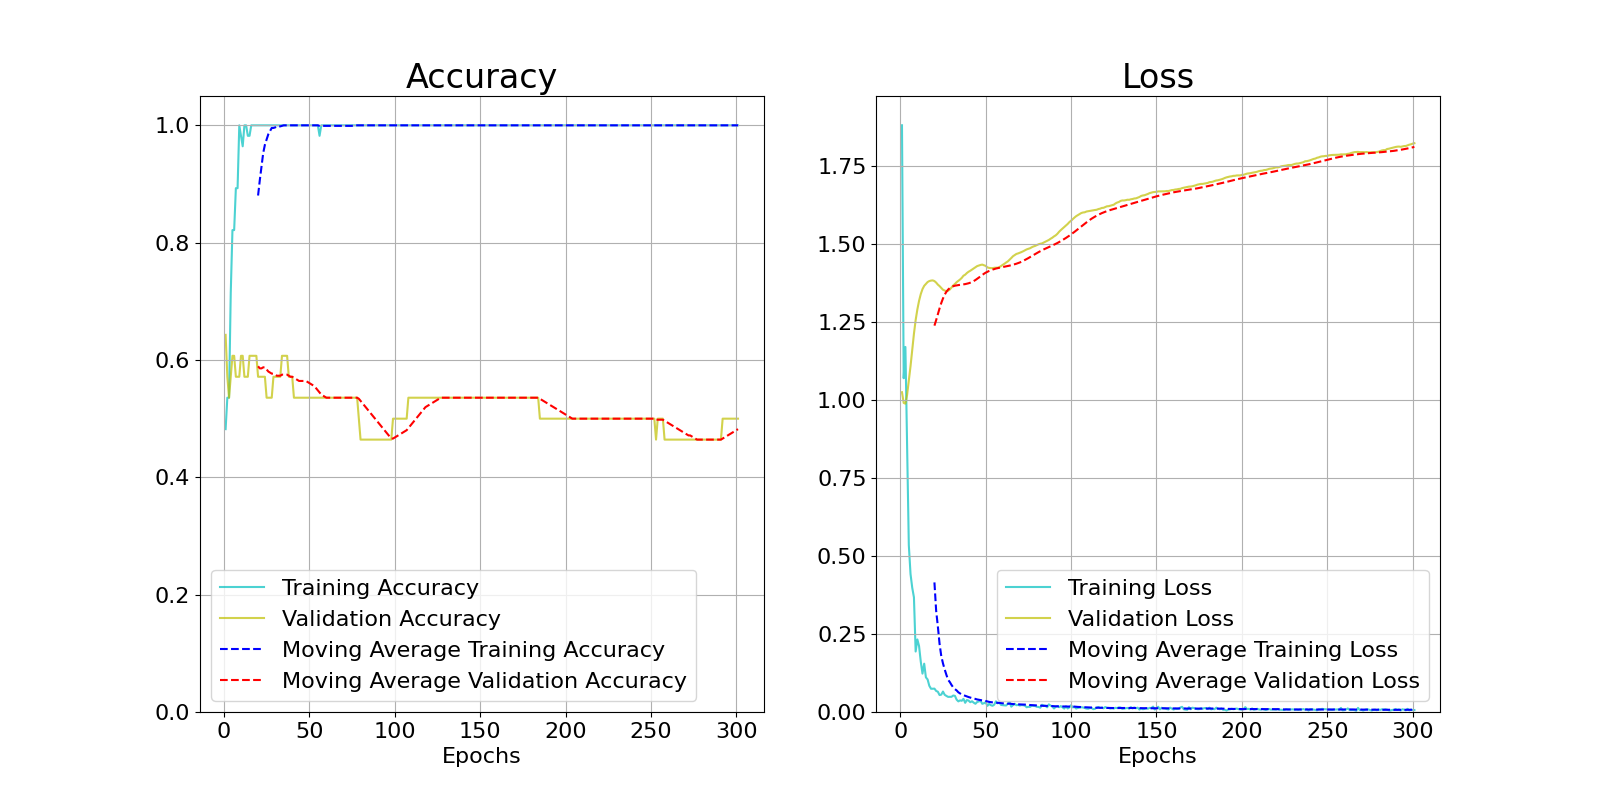 Accuracy
1.0
0.8
0.6
0.4
0.2
0.0
0 50 100 150 200 250 300
Epochs
Training Accuracy
Validation Accuracy
Moving Average Training Accuracy
Moving Average Validation Accuracy
Loss
1.75
1.50
1.25
1.00
0.75
0.50
0.25
0.00
0 50 100 150 200 250 300
Epochs
Training Loss
Validation Loss
Moving Average Training Loss
Moving Average Validation Loss